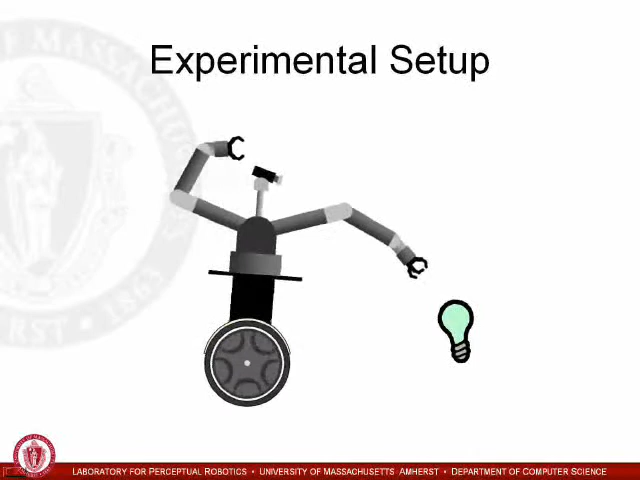 Experimental Setup
LABORATORY FOR PERCEPTUAL ROBOTICS • UNIVERSITY OF MASSACHUSETTS AMHERST • DEPARTMENT OF COMPUTER SCIENCE